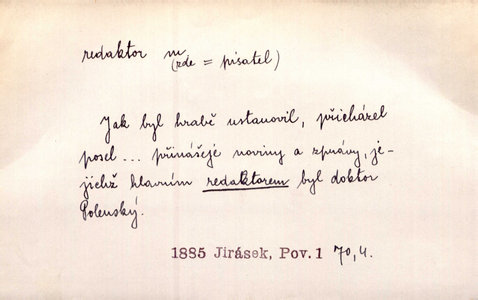 redaktor m
(zde = pisatel)
Jak byl hrabě ustanovil, přicházel
posel ... přinášeje noviny a zprávy, je-
jichž hlavním redaktorem byl doktor
Polenský.
1885 Jirásek, Pov. 1 70,4.